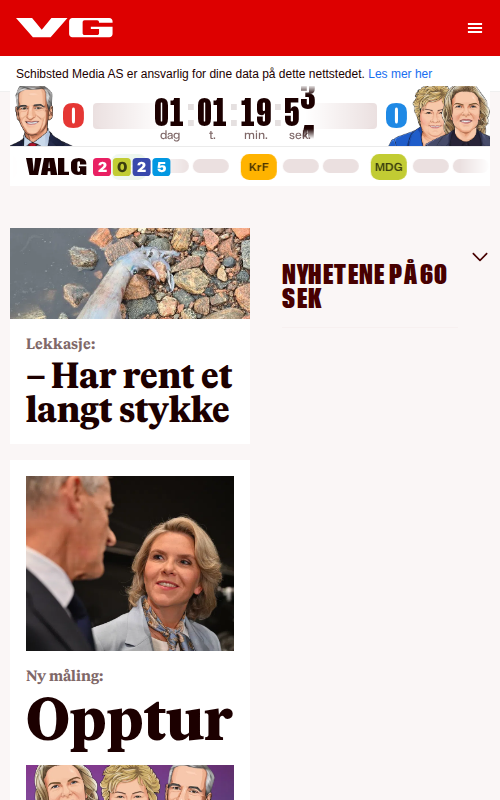 VG
Schibsted Media AS er ansvarlig for dine data på dette nettstedet. Les mer her
0 01 : 01 : 19 : 5 0
dag t. min. sek.
VALG 2025 KrF MDG
Lekkasje:
– Har rent et
langt stykke
NYHETENE PÅ 60
SEK
Ny måling:
Opptur